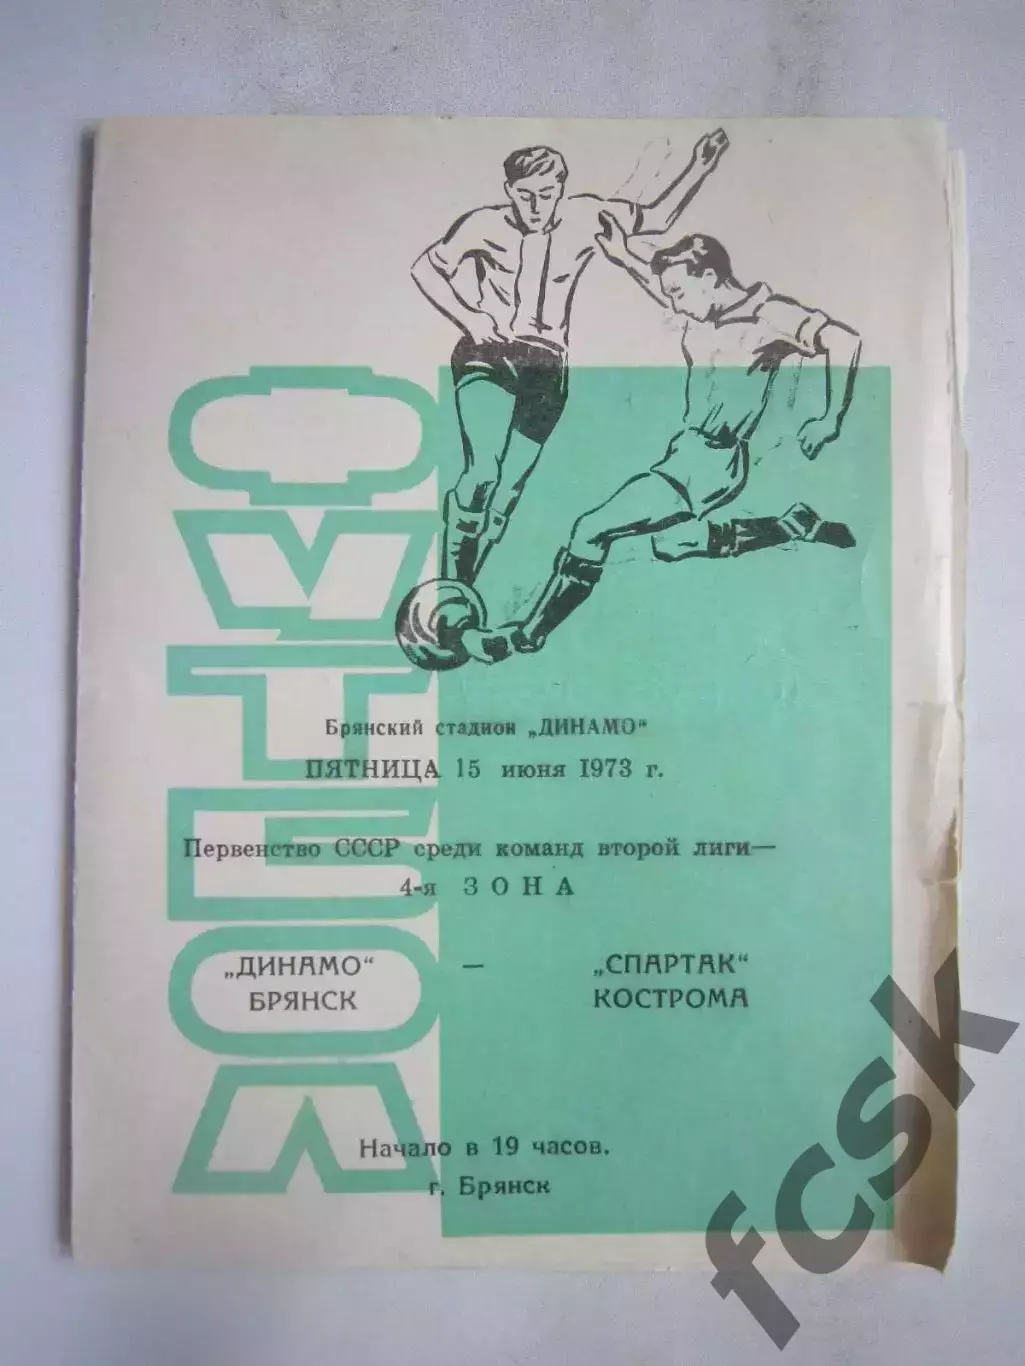 ФУТБОЛ
Брянский стадион „ДИНАМО“
ПЯТНИЦА 15 июня 1973 г.
Первенство СССР среди команд второй лиги—
4-я ЗОНА
„ДИНАМО“ — „СПАРТАК“
БРЯНСК КОСТРОМА
Начало в 19 часов.
г. Брянск
fcsk